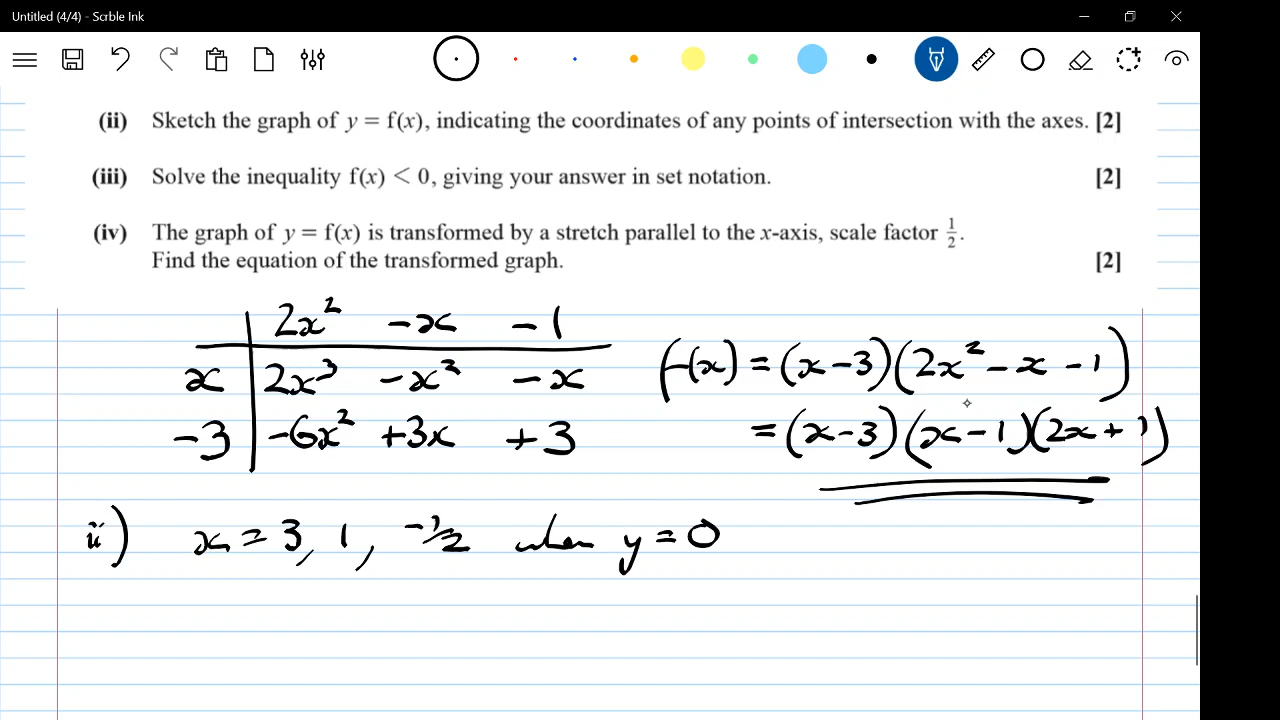 Untitled (4/4) - Scrble Ink
(ii) Sketch the graph of y = f(x), indicating the coordinates of any points of intersection with the axes. [2]
(iii) Solve the inequality f(x) < 0, giving your answer in set notation. [2]
(iv) The graph of y = f(x) is transformed by a stretch parallel to the x-axis, scale factor 1/2.
Find the equation of the transformed graph. [2]
2x² -x -1
x 2x³ -x² -x
-3 -6x² +3x +3
f(x) = (x-3)(2x²-x-1)
= (x-3)(x-1)(2x+1)
ii) x = 3, 1, -1/2 when y = 0